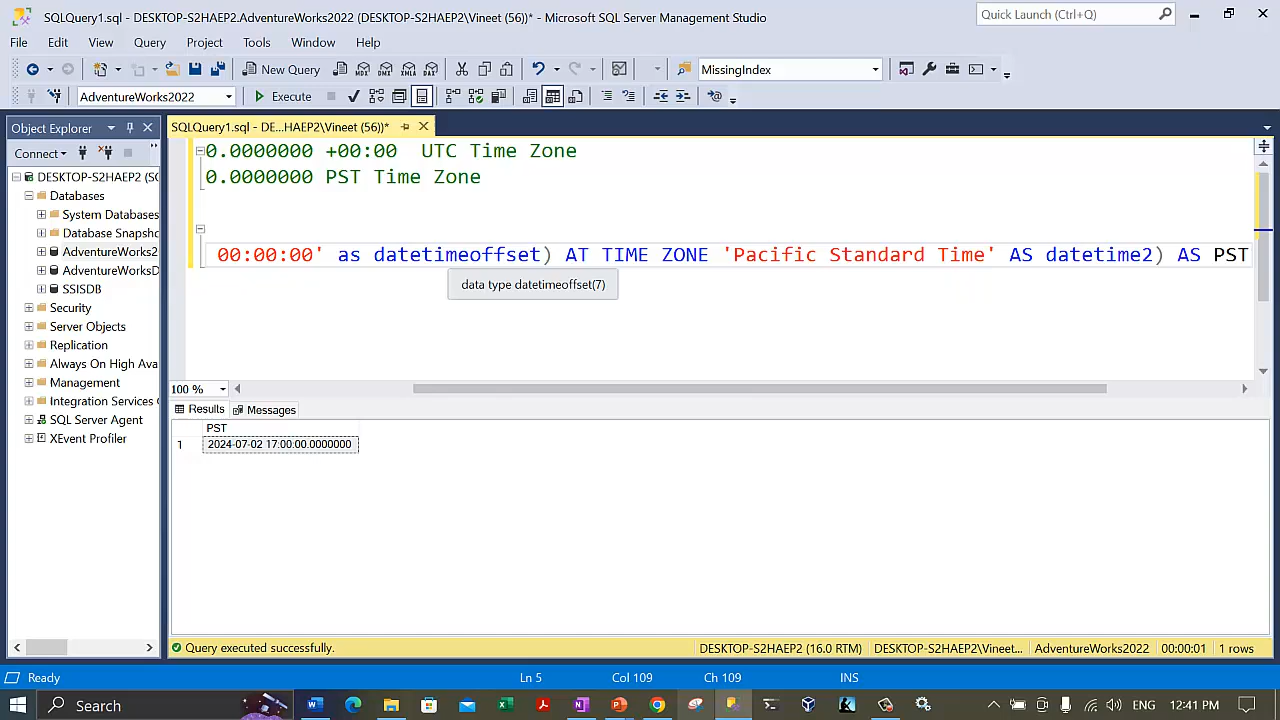 SQLQuery1.sql - DESKTOP-S2HAEP2.AdventureWorks2022 (DESKTOP-S2HAEP2\Vineet (56))* - Microsoft SQL Server Management Studio
Quick Launch (Ctrl+Q)
File Edit View Query Project Tools Window Help
New Query MDX DMX XMLA DAX MissingIndex
AdventureWorks2022 Execute
Object Explorer
SQLQuery1.sql - DE...HAEP2\Vineet (56))*
Connect
DESKTOP-S2HAEP2 (SQ
Databases
System Databases
Database Snapsho
AdventureWorks2
AdventureWorksD
SSISDB
Security
Server Objects
Replication
Always On High Ava
Management
Integration Services
SQL Server Agent
XEvent Profiler
0.0000000 +00:00 UTC Time Zone
0.0000000 PST Time Zone
00:00:00' as datetimeoffset) AT TIME ZONE 'Pacific Standard Time' AS datetime2) AS PST
data type datetimeoffset(7)
100 %
Results Messages
PST
1 2024-07-02 17:00:00.0000000
Query executed successfully.
DESKTOP-S2HAEP2 (16.0 RTM) DESKTOP-S2HAEP2\Vineet... AdventureWorks2022 00:00:01 1 rows
Ready Ln 5 Col 109 Ch 109 INS
Search
ENG 12:41 PM